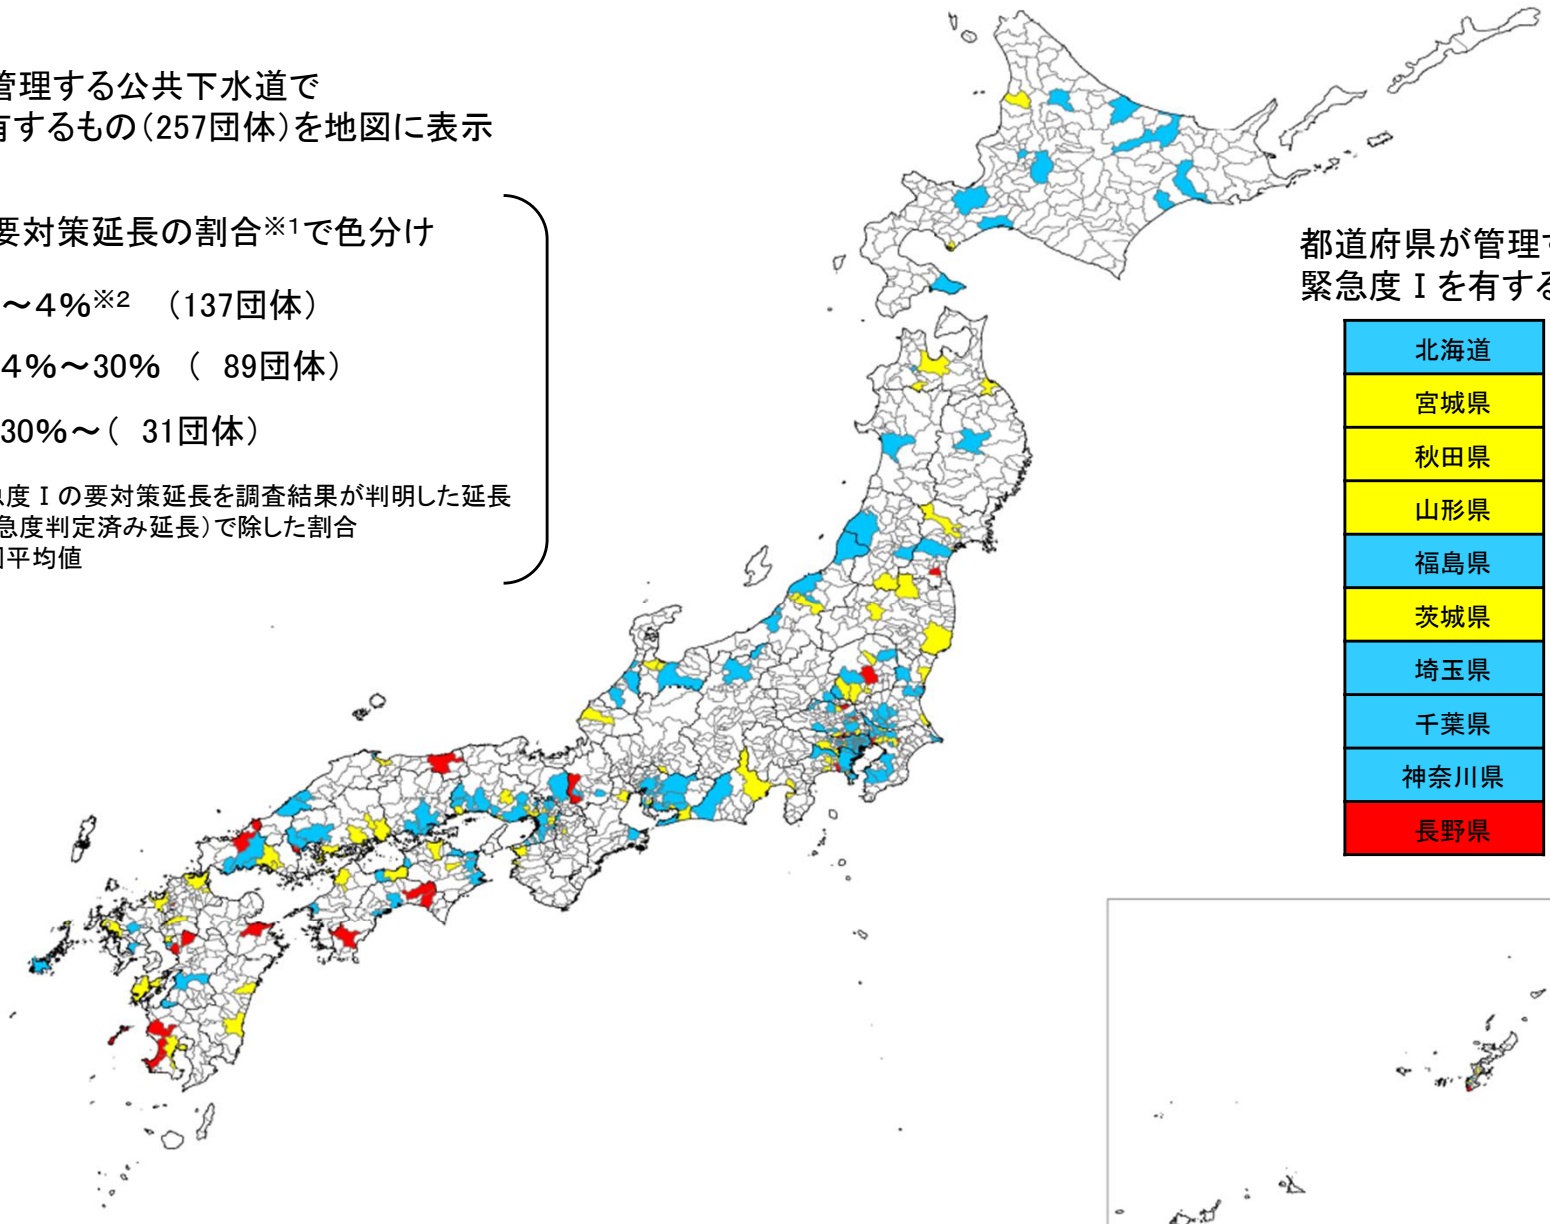 管理する公共下水道で
有するもの(257団体)を地図に表示
要対策延長の割合※1で色分け
～4%※2 (137団体)
4%～30% ( 89団体)
30%～( 31団体)
急度Ⅰの要対策延長を調査結果が判明した延長
急度判定済み延長)で除した割合
国平均値
都道府県が管理す
緊急度Ⅰを有する
北海道
宮城県
秋田県
山形県
福島県
茨城県
埼玉県
千葉県
神奈川県
長野県